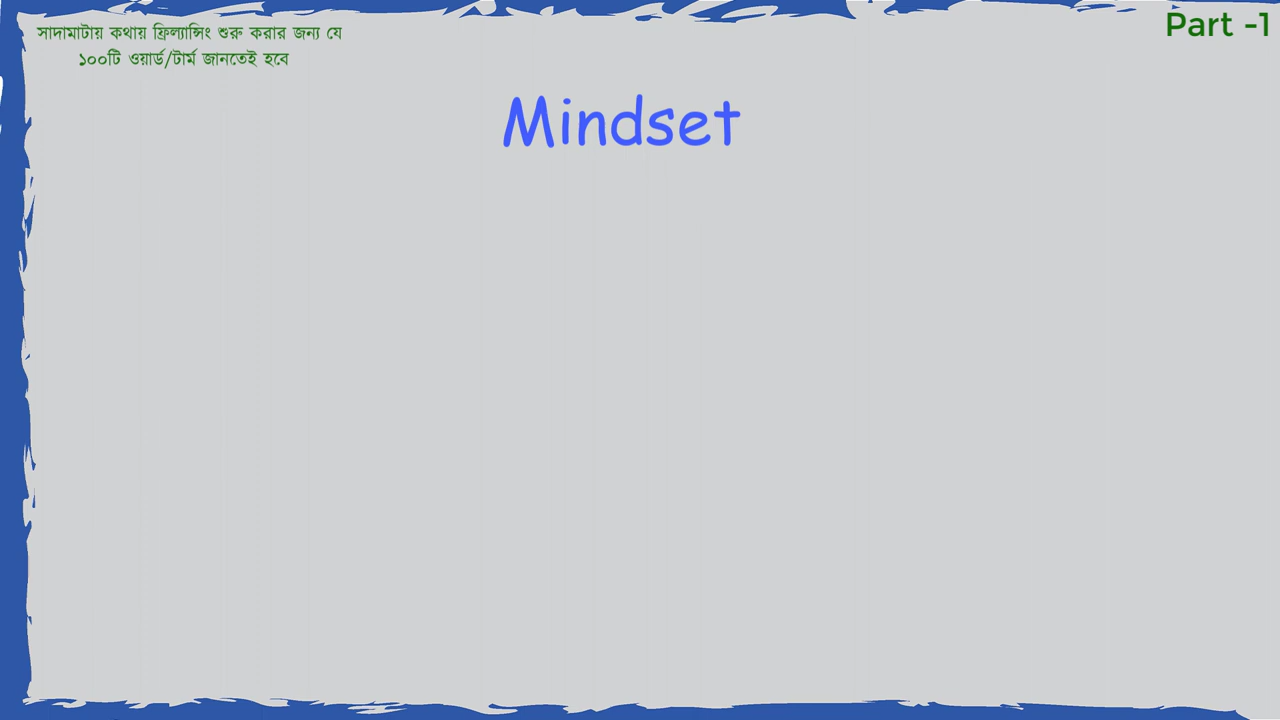 সাদামাটায় কথায় ফ্রিল্যান্সিং শুরু করার জন্য যে
১০০টি ওয়ার্ড/টার্ম জানতেই হবে
Part -1
Mindset